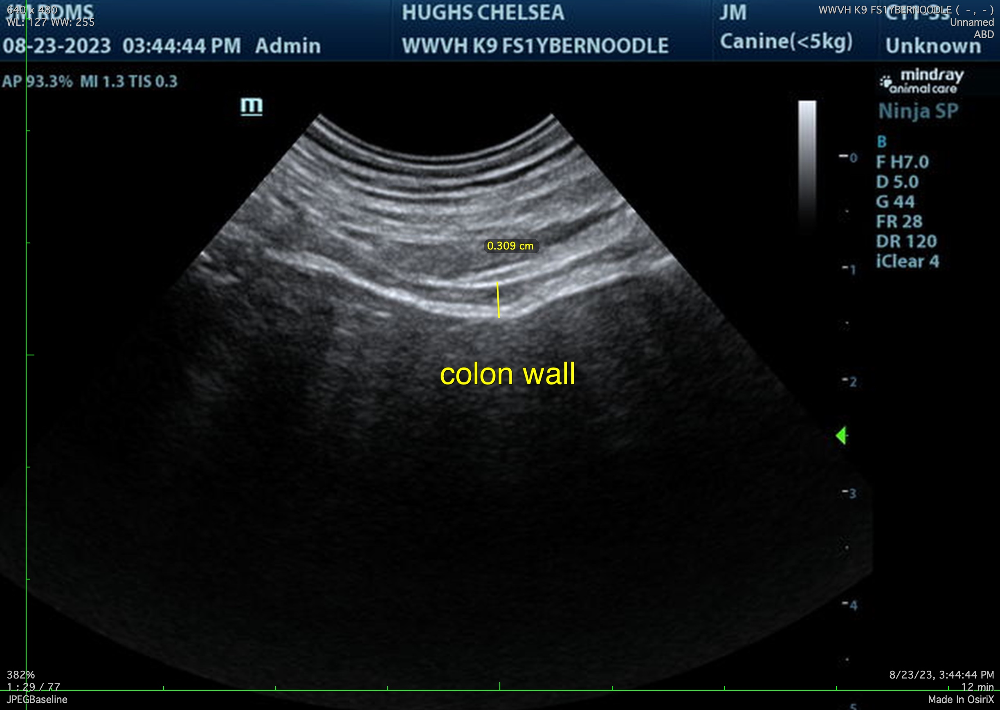 640 x 480
JM RDMS
WL: 127 WW: 255
HUGHS CHELSEA
JM
WWVH K9 FS1YBERNOODLE ( - , - )
C11-3s
Unnamed
ABD
08-23-2023 03:44:44 PM Admin
WWVH K9 FS1YBERNOODLE
Canine(<5kg)
Unknown
AP 93.3% MI 1.3 TIS 0.3
m
mindray
animal care
Ninja SP
B
F H7.0
D 5.0
G 44
FR 28
DR 120
iClear 4
0
1
2
3
4
5
0.309 cm
colon wall
382%
1 : 29 / 77
JPEGBaseline
8/23/23, 3:44:44 PM
12 min
Made In OsiriX